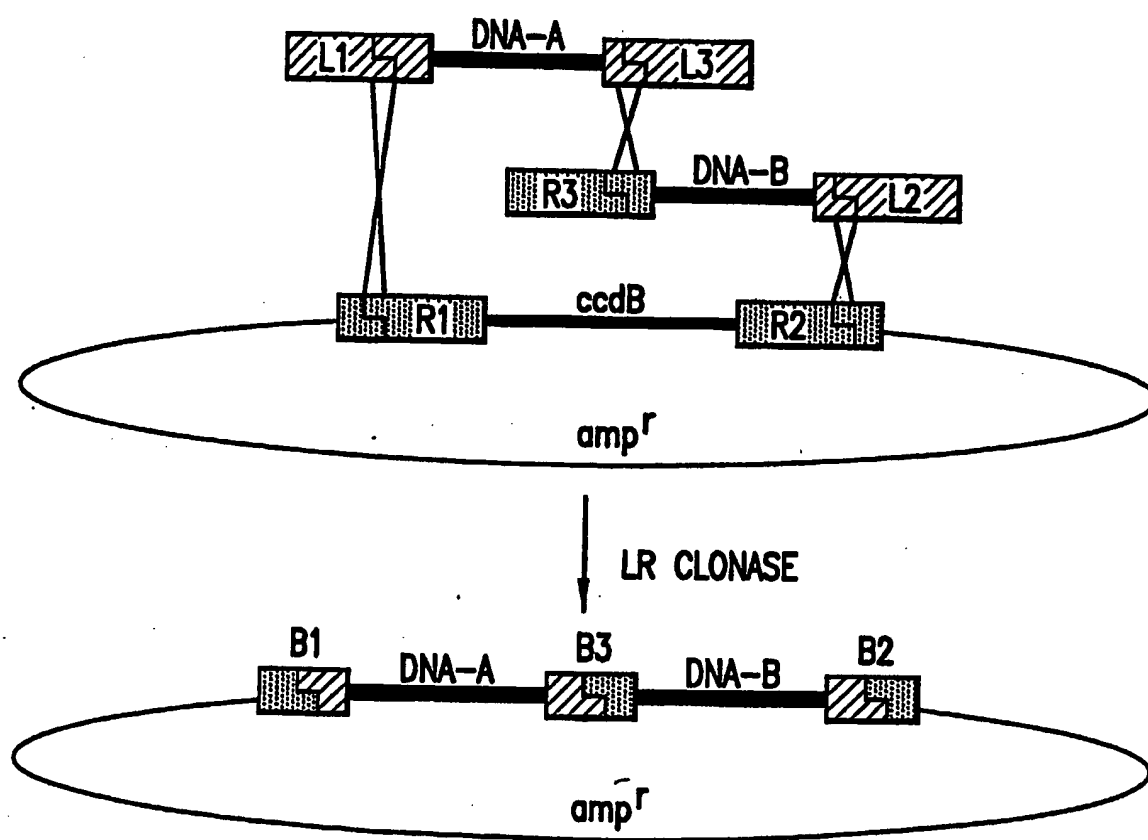 DNA-A
L1
L3
DNA-B
R3
L2
ccdB
R1
R2
amp^r
LR CLONASE
B1
B3
B2
DNA-A
DNA-B
amp^r